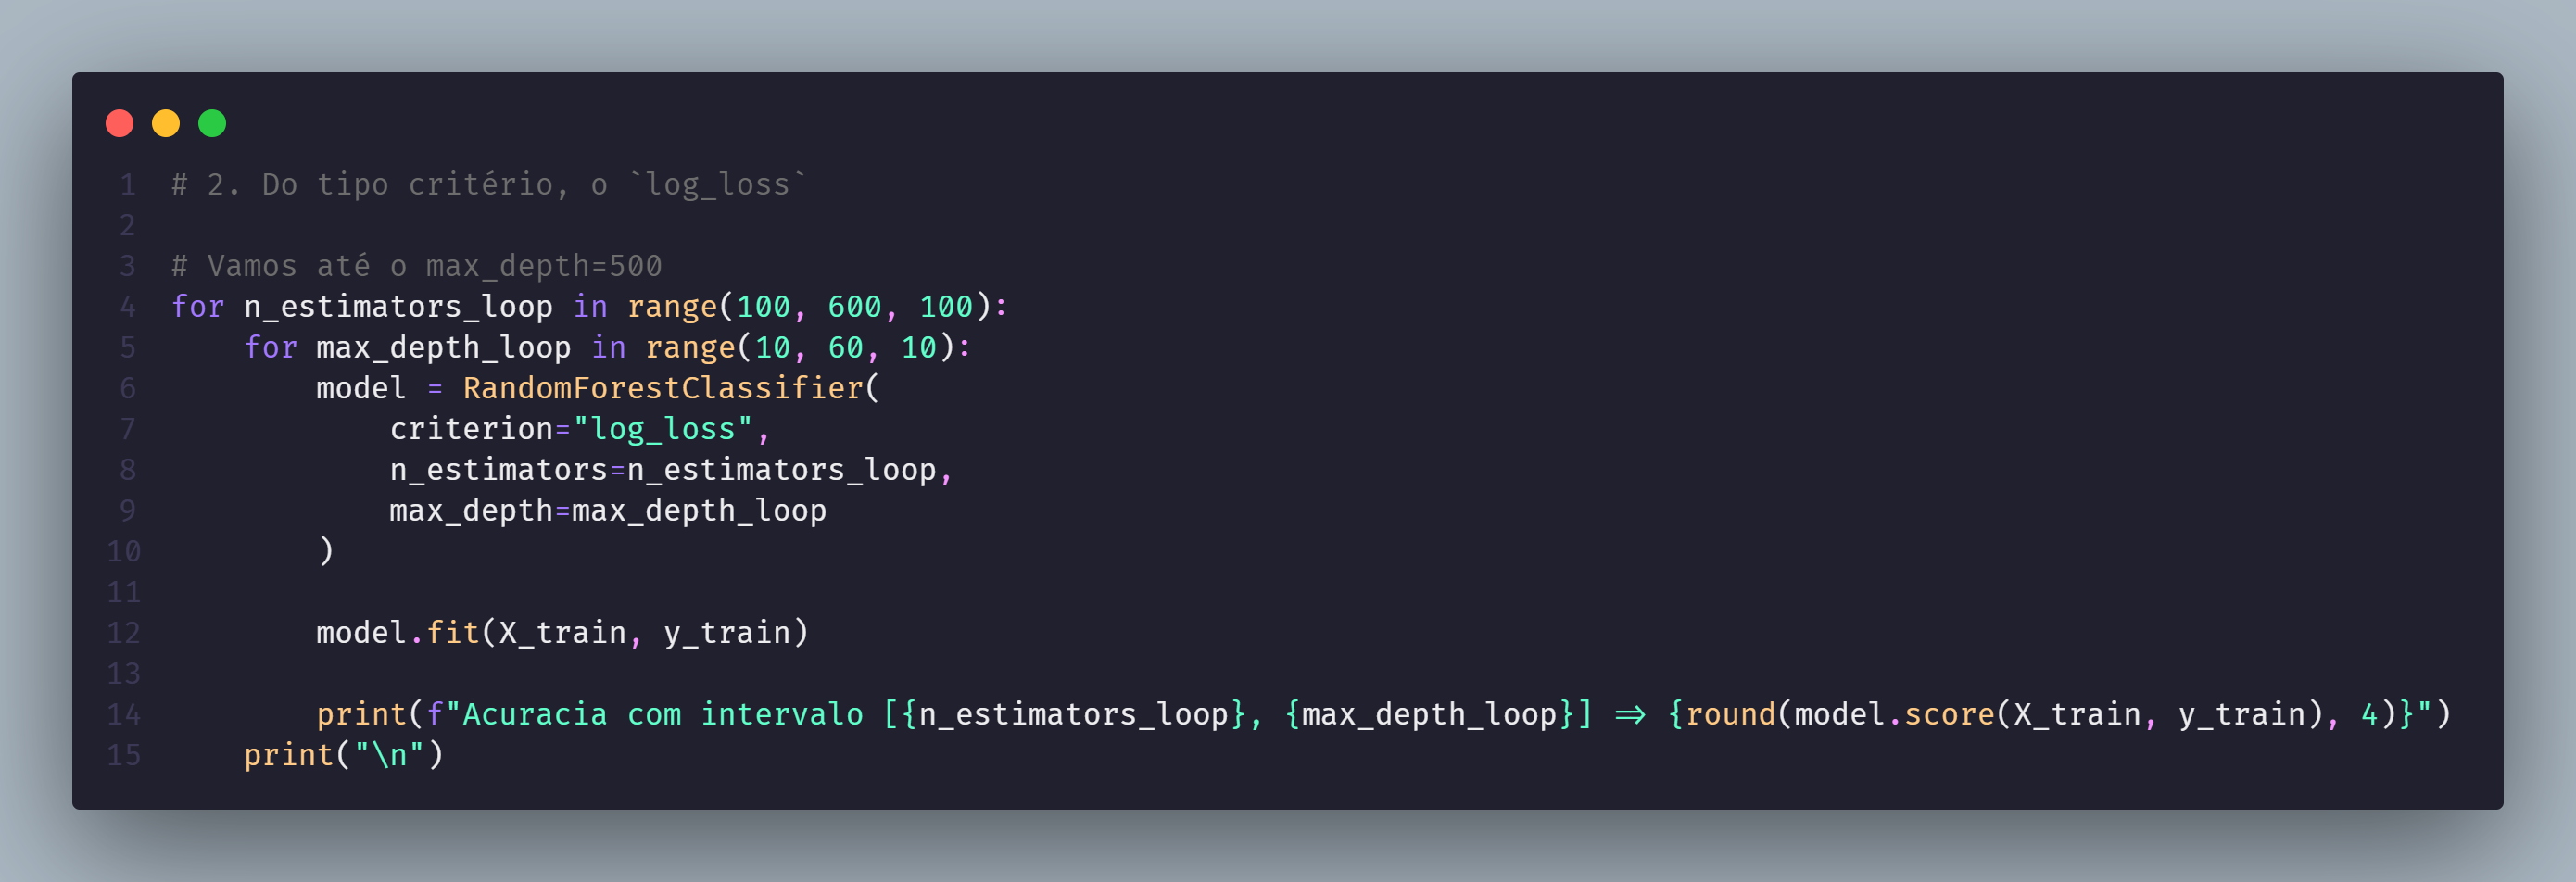 1 # 2. Do tipo critério, o `log_loss`
2
3 # Vamos até o max_depth=500
4 for n_estimators_loop in range(100, 600, 100):
5     for max_depth_loop in range(10, 60, 10):
6         model = RandomForestClassifier(
7             criterion="log_loss",
8             n_estimators=n_estimators_loop,
9             max_depth=max_depth_loop
10         )
11
12         model.fit(X_train, y_train)
13
14         print(f"Acuracia com intervalo [{n_estimators_loop}, {max_depth_loop}] => {round(model.score(X_train, y_train), 4)}")
15     print("\n")